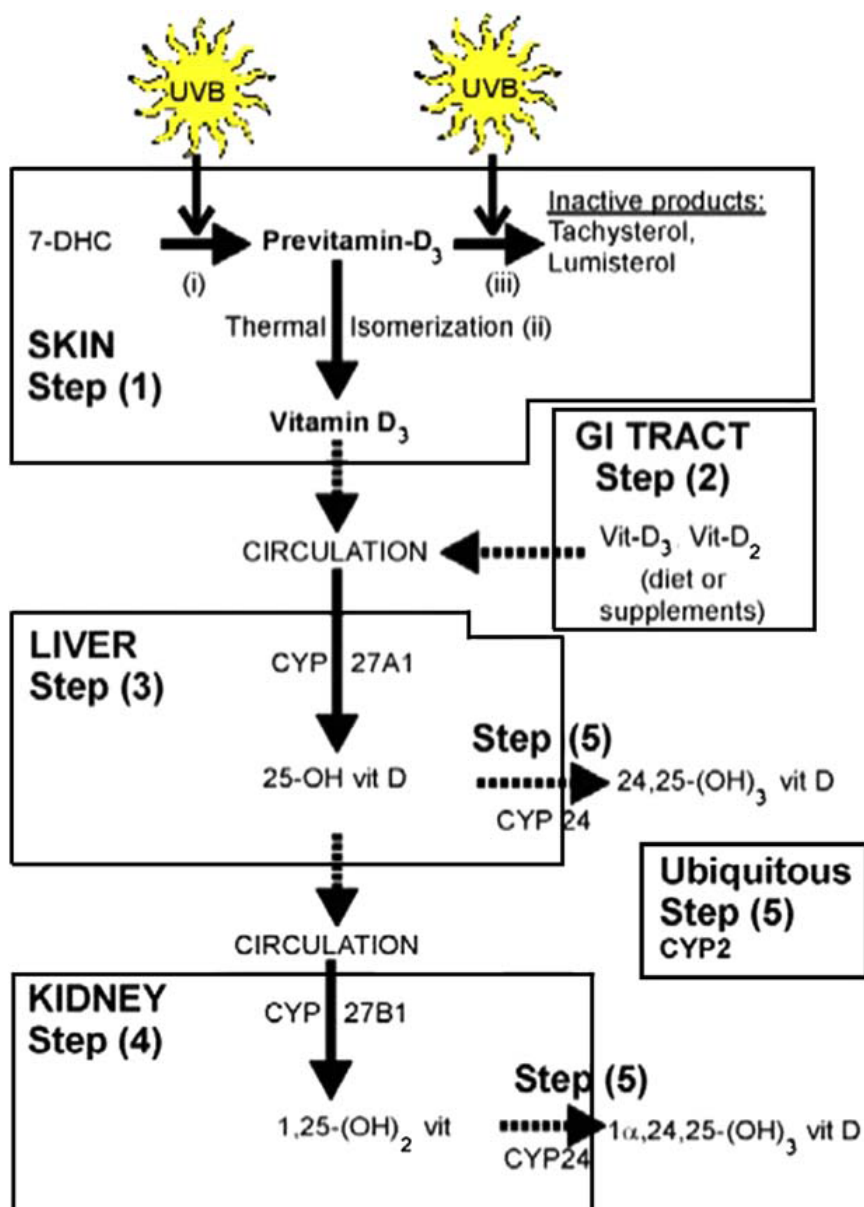 UVB
UVB
7-DHC
(i)
Previtamin-D₃
(iii)
Inactive products:
Tachysterol,
Lumisterol
Thermal Isomerization (ii)
SKIN
Step (1)
Vitamin D₃
GI TRACT
Step (2)
Vit-D₃ Vit-D₂
(diet or
supplements)
CIRCULATION
LIVER
Step (3)
CYP 27A1
25-OH vit D
Step (5)
CYP 24
24,25-(OH)₃ vit D
Ubiquitous
Step (5)
CYP2
CIRCULATION
KIDNEY
Step (4)
CYP 27B1
1,25-(OH)₂ vit
Step (5)
CYP24
1α,24,25-(OH)₃ vit D